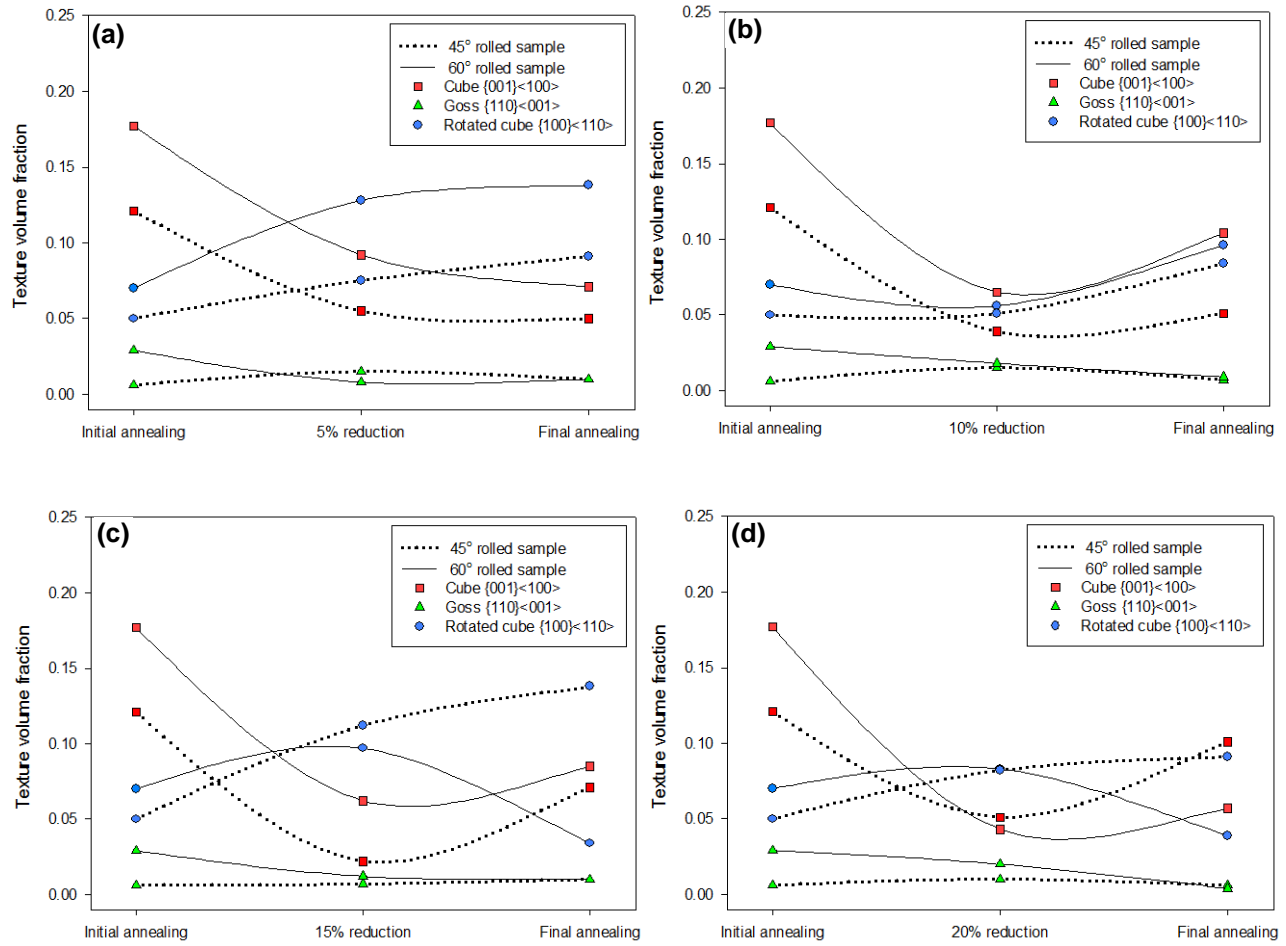 (a)
0.25
0.20
0.15
0.10
0.05
0.00
Texture volume fraction
45° rolled sample
60° rolled sample
Cube {001}<100>
Goss {110}<001>
Rotated cube {100}<110>
Initial annealing
5% reduction
Final annealing
(b)
0.25
0.20
0.15
0.10
0.05
0.00
Texture volume fraction
45° rolled sample
60° rolled sample
Cube {001}<100>
Goss {110}<001>
Rotated cube {100}<110>
Initial annealing
10% reduction
Final annealing
(c)
0.25
0.20
0.15
0.10
0.05
0.00
Texture volume fraction
45° rolled sample
60° rolled sample
Cube {001}<100>
Goss {110}<001>
Rotated cube {100}<110>
Initial annealing
15% reduction
Final annealing
(d)
0.25
0.20
0.15
0.10
0.05
0.00
Texture volume fraction
45° rolled sample
60° rolled sample
Cube {001}<100>
Goss {110}<001>
Rotated cube {100}<110>
Initial annealing
20% reduction
Final annealing